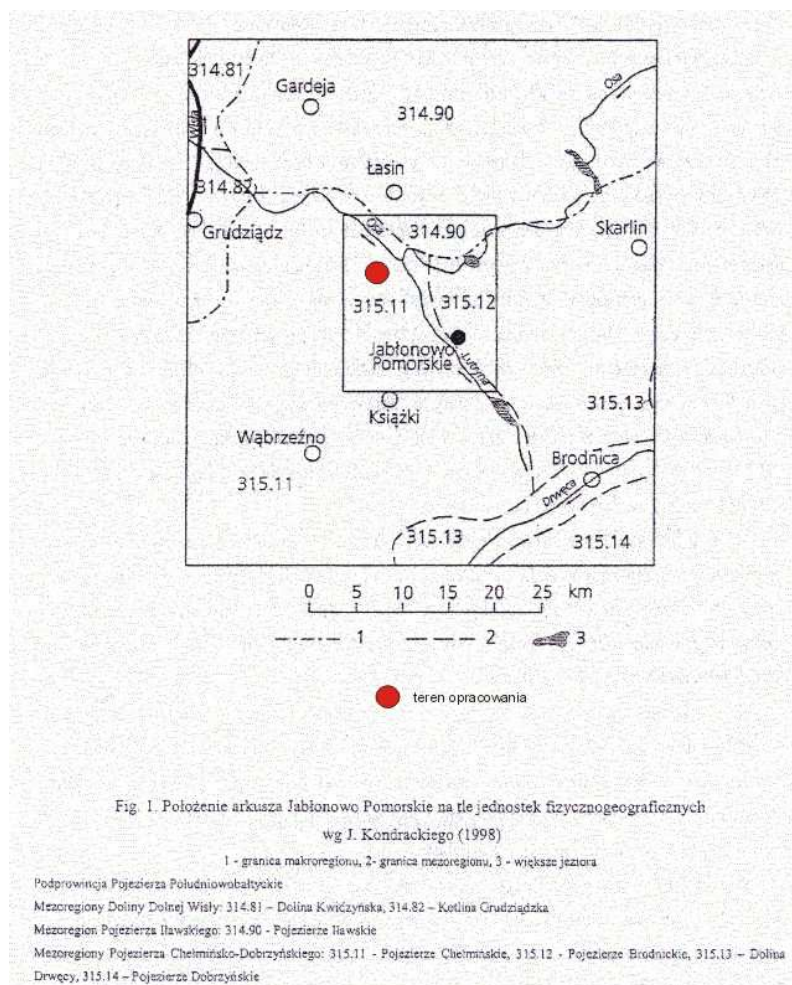 314.81
Gardeja
Osa
314.90
Wisła
Łasin
314.82
Grudziądz
Osa
314.90
Skarlin
315.11
315.12
Jabłonowo
Pomorskie
Lutryna
Książki
315.13
Wąbrzeźno
315.11
Brodnica
Drwęca
315.13
315.14
0 5 10 15 20 25 km
1 2 3
teren opracowania
Fig. 1. Położenie arkusza Jabłonowo Pomorskie na tle jednostek fizycznogeograficznych
wg J. Kondrackiego (1998)
1 - granica makroregionu, 2- granica mezoregionu, 3 - większe jeziora
Podprowincja Pojezierza Południowobałtyckie
Mezoregiony Doliny Dolnej Wisły: 314.81 – Dolina Kwidzyńska, 314.82 – Kotlina Grudziądzka
Mezoregion Pojezierza Iławskiego: 314.90 - Pojezierze Iławskie
Mezoregiony Pojezierza Chełmińsko-Dobrzyńskiego: 315.11 - Pojezierze Chełmińskie, 315.12 - Pojezierze Brodnickie, 315.13 – Dolina
Drwęcy, 315.14 – Pojezierze Dobrzyńskie